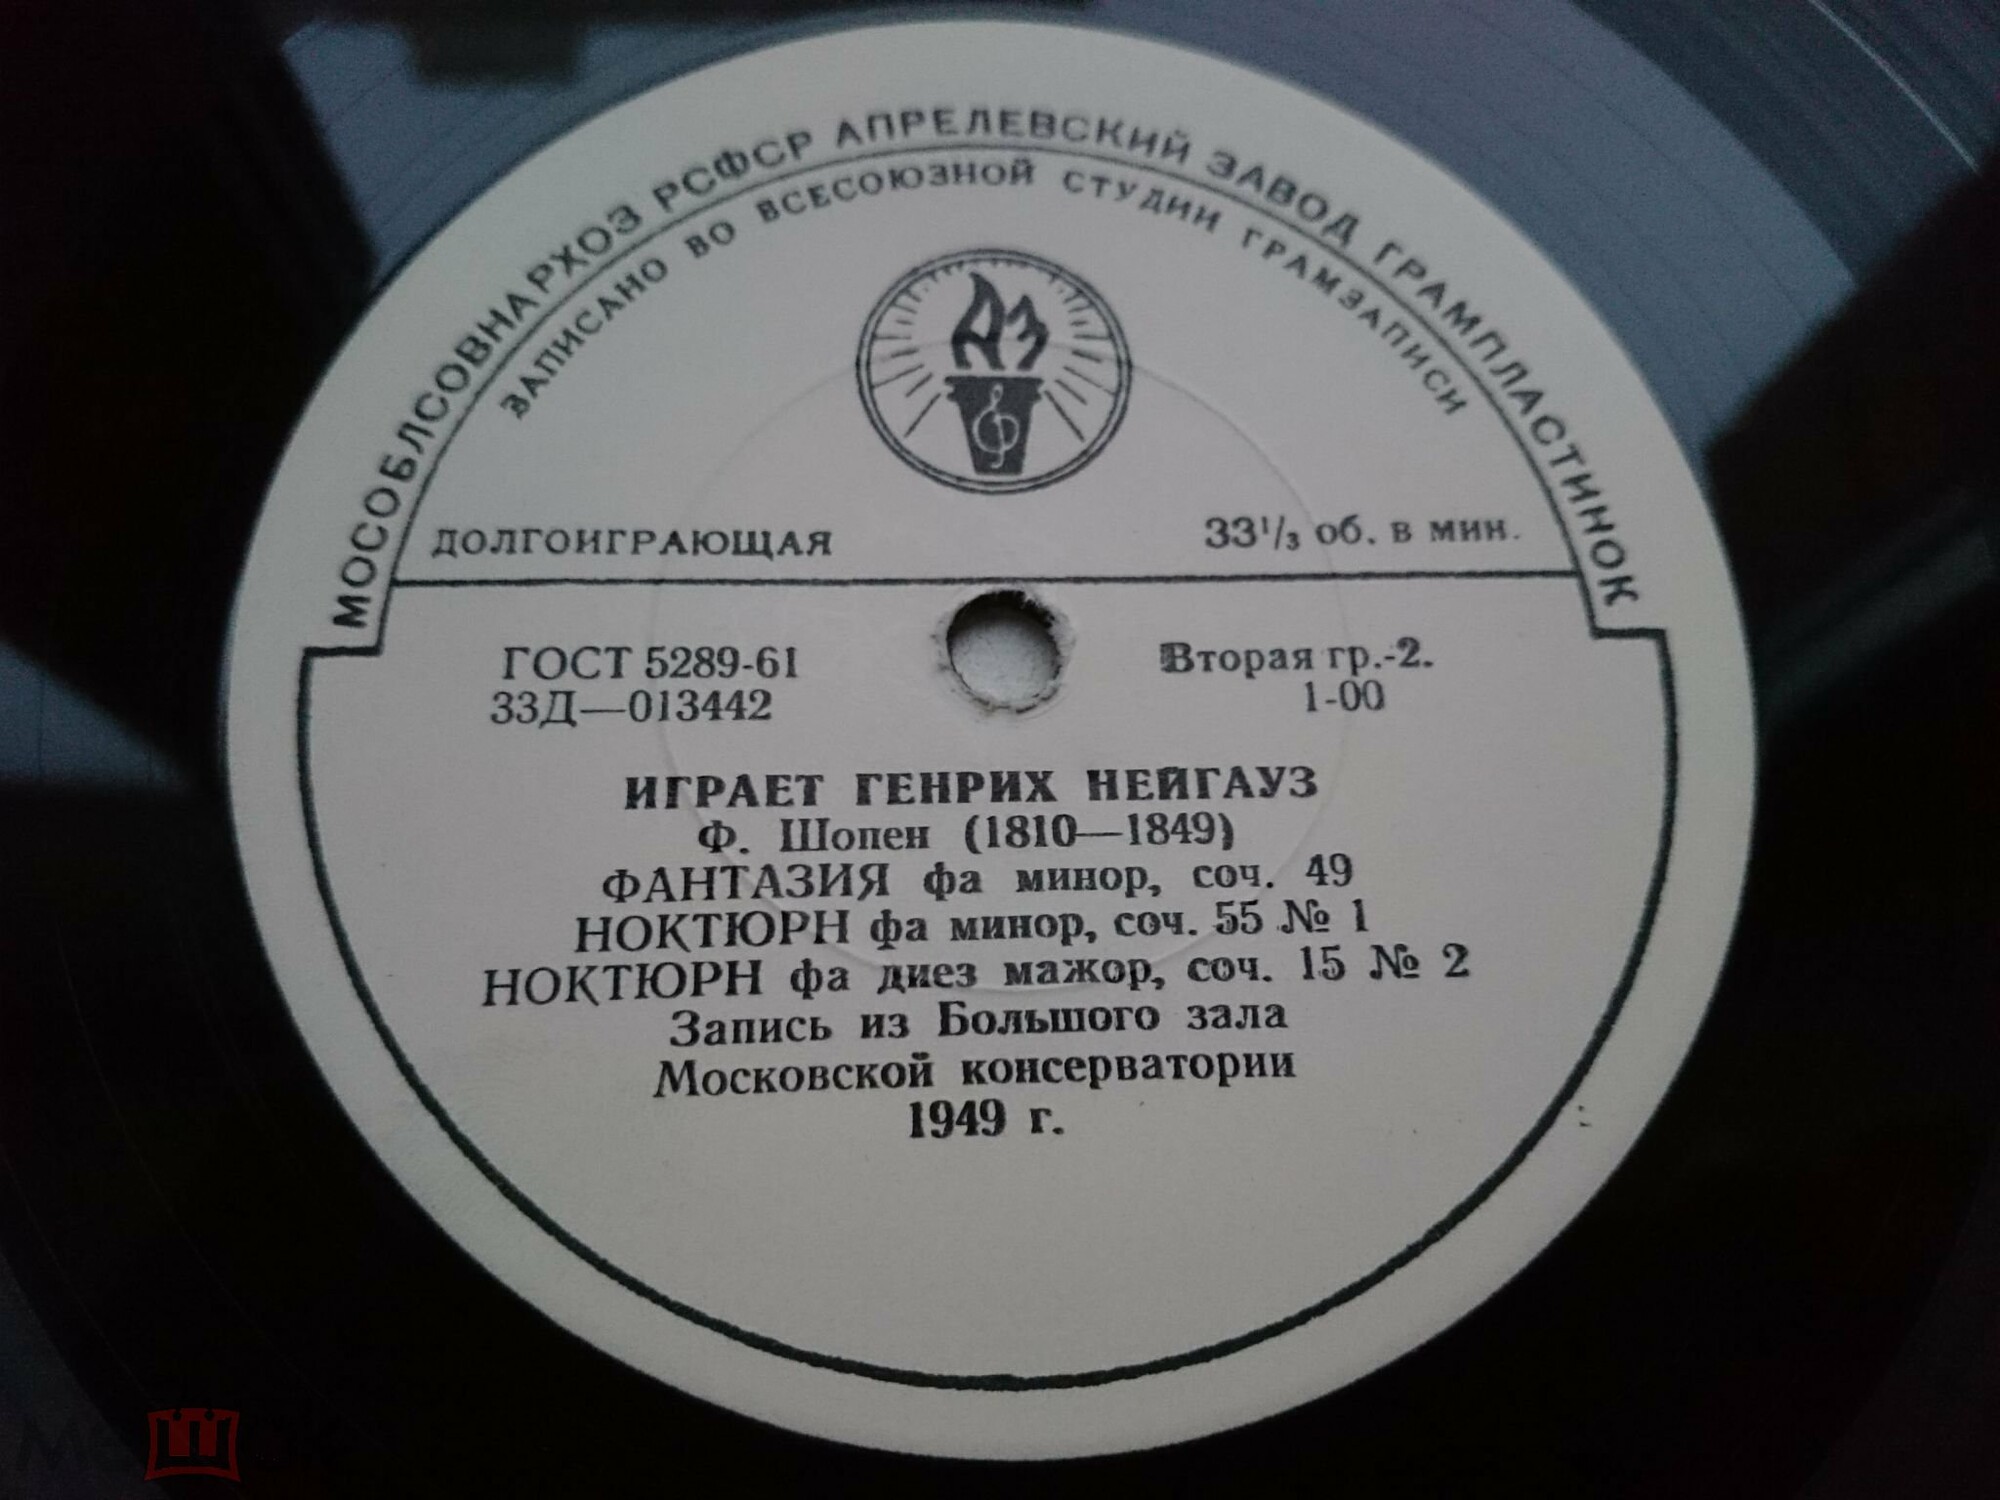 МОСОБЛСОВНАРХОЗ РСФСР АПРЕЛЕВСКИЙ ЗАВОД ГРАМПЛАСТИНОК
ЗАПИСАНО ВО ВСЕСОЮЗНОЙ СТУДИИ ГРАМЗАПИСИ
АЗ
ДОЛГОИГРАЮЩАЯ 33 1/3 об. в мин.
ГОСТ 5289-61 Вторая гр.-2.
33Д—013442 1-00
ИГРАЕТ ГЕНРИХ НЕЙГАУЗ
Ф. Шопен (1810—1849)
ФАНТАЗИЯ фа минор, соч. 49
НОКТЮРН фа минор, соч. 55 № 1
НОКТЮРН фа диез мажор, соч. 15 № 2
Запись из Большого зала
Московской консерватории
1949 г.